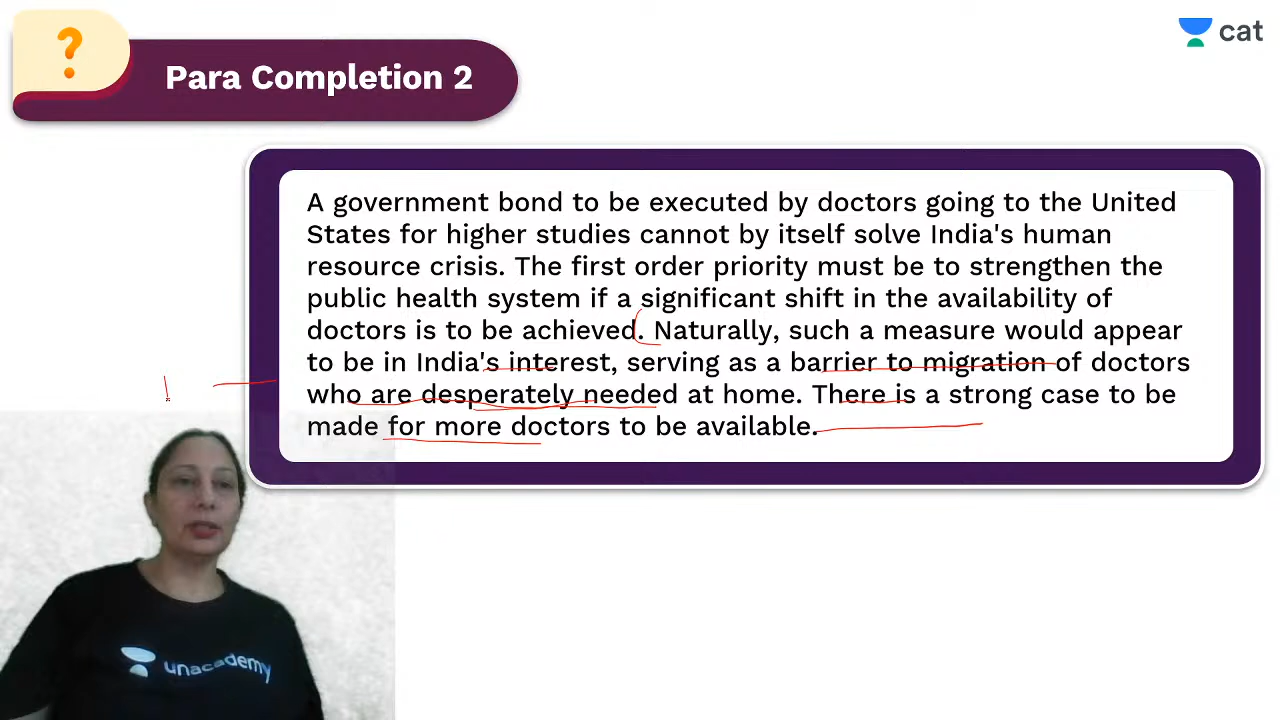 ?
cat
Para Completion 2
A government bond to be executed by doctors going to the United
States for higher studies cannot by itself solve India's human
resource crisis. The first order priority must be to strengthen the
public health system if a significant shift in the availability of
doctors is to be achieved. Naturally, such a measure would appear
to be in India's interest, serving as a barrier to migration of doctors
who are desperately needed at home. There is a strong case to be
made for more doctors to be available.
unacademy